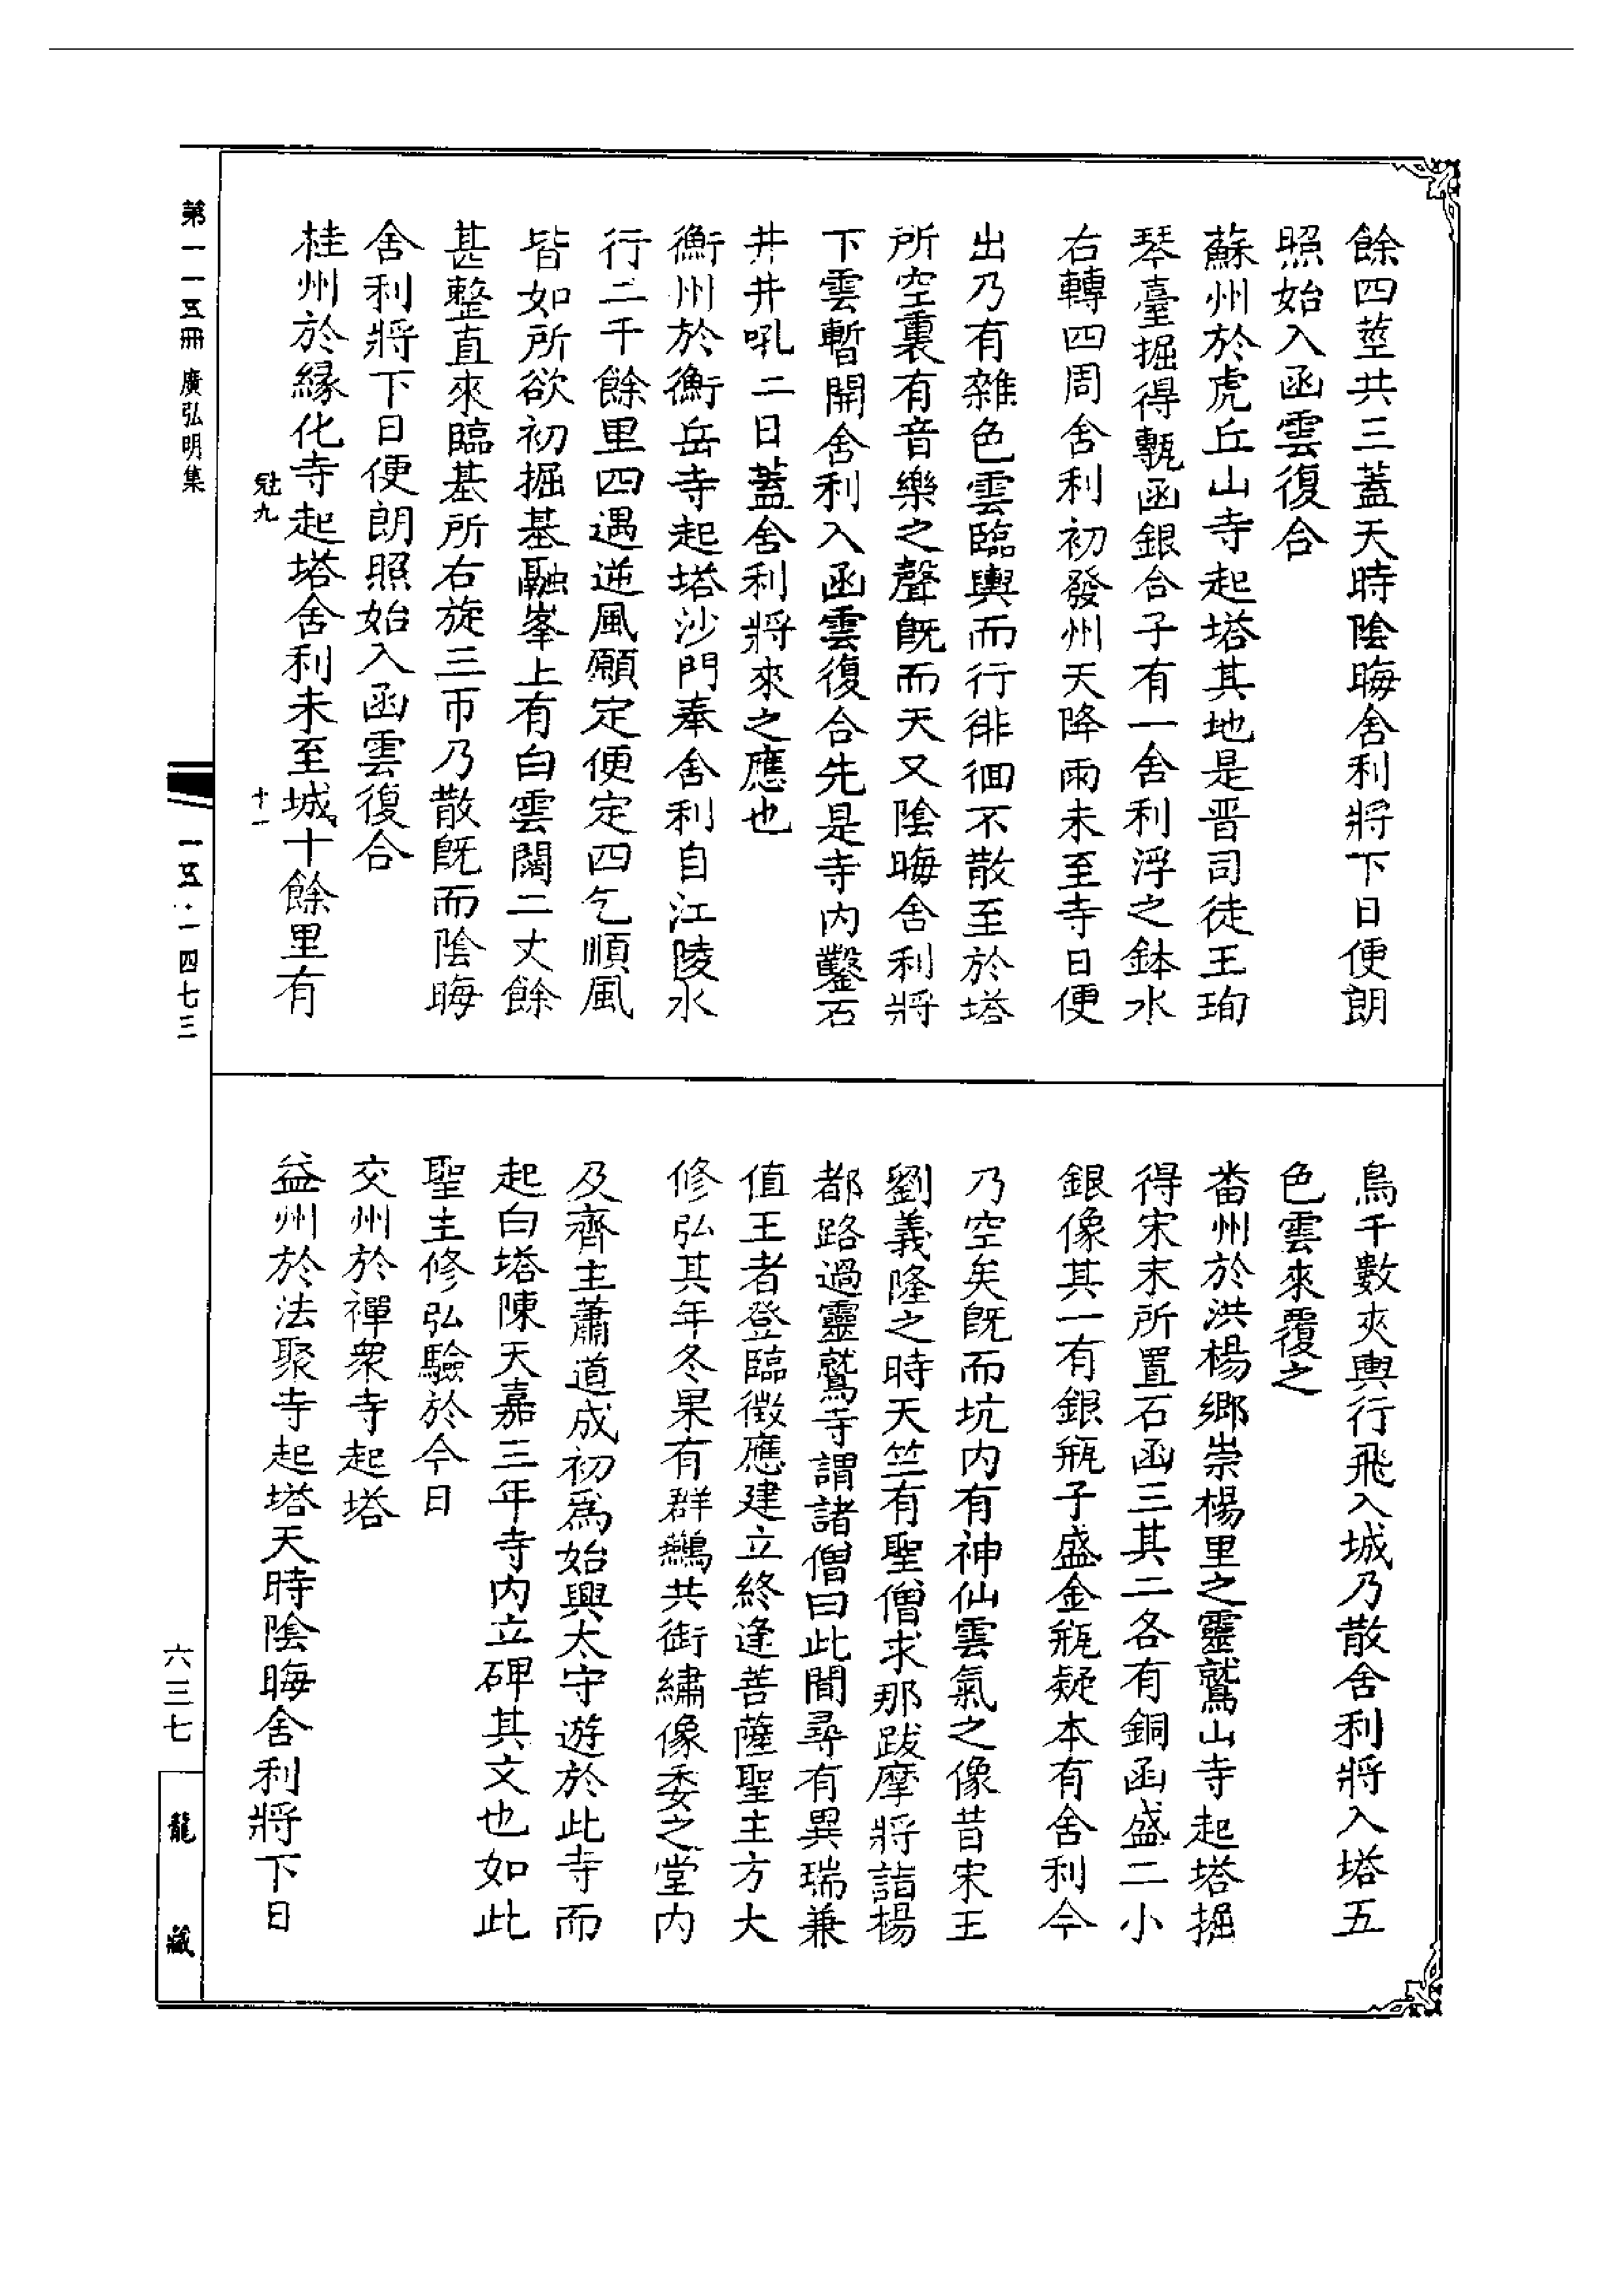 餘四莖共三蓋天時陰晦舍利將下日便朗
照始入函雲復合
蘇州於虎丘山寺起塔其地是晋司徒王珣
琴臺掘得甎函銀合子有一舍利浮之鉢水
右轉四周舍利初發州天降雨未至寺日便
出乃有雜色雲臨輿而行徘徊不散至於塔
所空裏有音樂之聲旣而天又陰晦舍利將
下雲暫開舍利入函雲復合先是寺内鑿石
井井吼二日蓋舍利將來之應也
衡州於衡岳寺起塔沙門奉舍利自江陵水
行二千餘里四遇逆風願定便定四乞順風
皆如所欲初掘基融峯上有白雲闊二丈餘
甚整直來臨基所右旋三帀乃散旣而陰晦
舍利將下日便朗照始入函雲復合
桂州於緣化寺起塔舍利未至城十餘里有
鳥千數夾輿行飛入城乃散舍利將入塔五
色雲來覆之
番州於洪楊鄉崇楊里之靈鷲山寺起塔掘
得宋末所置石函三其二各有銅函盛二小
銀像其一有銀瓶子盛金瓶疑本有舍利今
乃空矣旣而坑内有神仙雲氣之像昔宋王
劉義隆之時天竺有聖僧求那跋摩將詣楊
都路過靈鷲寺謂諸僧曰此間尋有異瑞兼
值王者登臨徵應建立終逢菩薩聖主方大
修弘其年冬果有群鷰共銜繡像委之堂内
及齊主蕭道成初爲始興太守遊於此寺而
起白塔陳天嘉三年寺内立碑其文也如此
聖主修弘驗於今日
交州於禪衆寺起塔
益州於法聚寺起塔天時陰晦舍利將下日
第一一五冊 廣弘明集
冠九
十一
一五·一四七三
六三七
龍藏